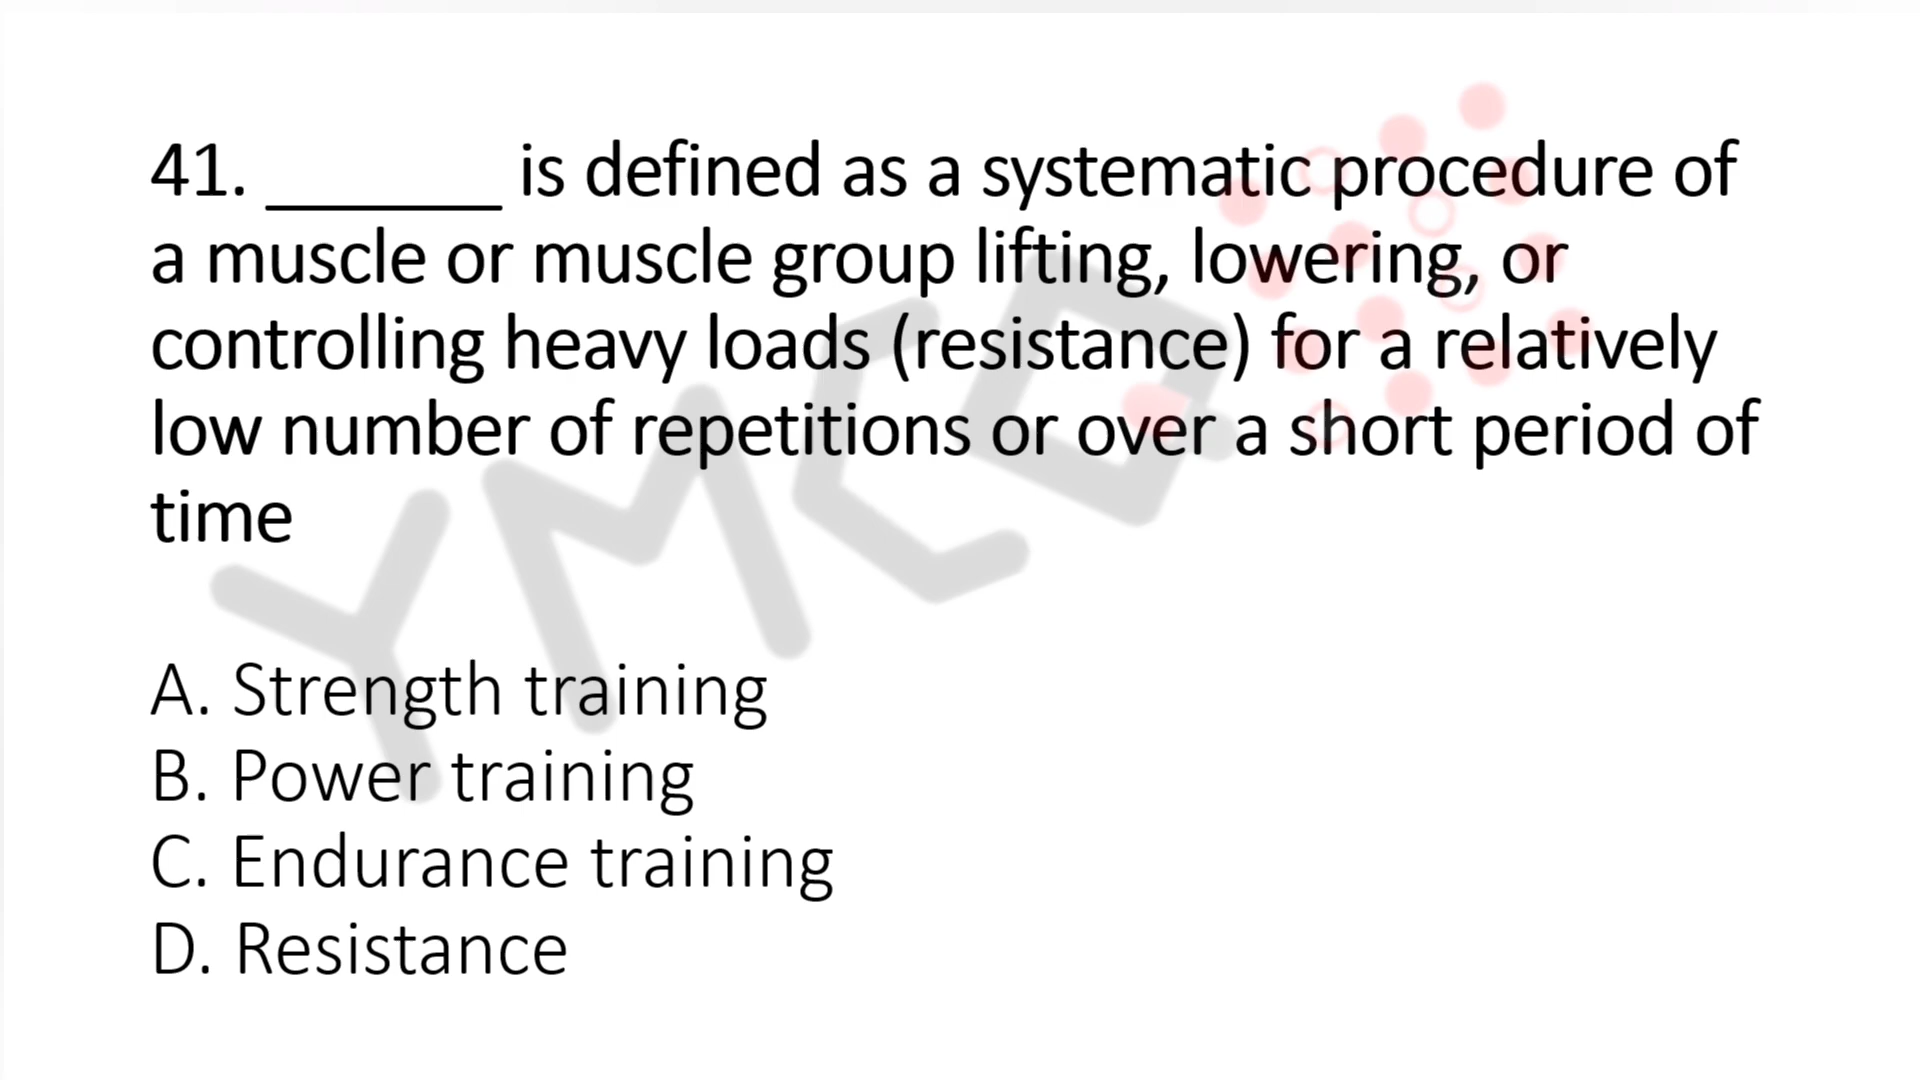 41. ______ is defined as a systematic procedure of
a muscle or muscle group lifting, lowering, or
controlling heavy loads (resistance) for a relatively
low number of repetitions or over a short period of
time
A. Strength training
B. Power training
C. Endurance training
D. Resistance
YMCD